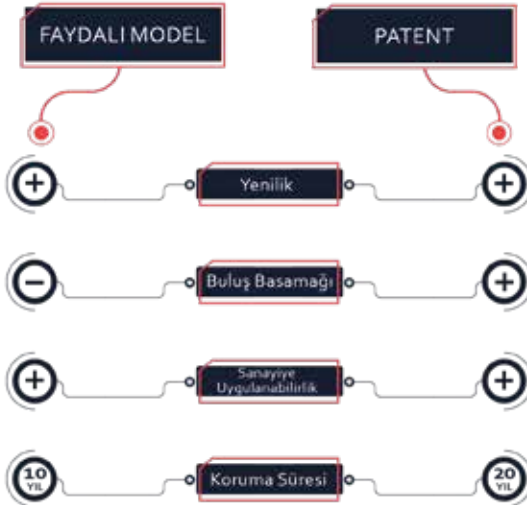 FAYDALI MODEL
PATENT
+
Yenilik
+
−
Buluş Basamağı
+
+
Sanayiye
Uygulanabilirlik
+
10
YIL
Koruma Süresi
20
YIL